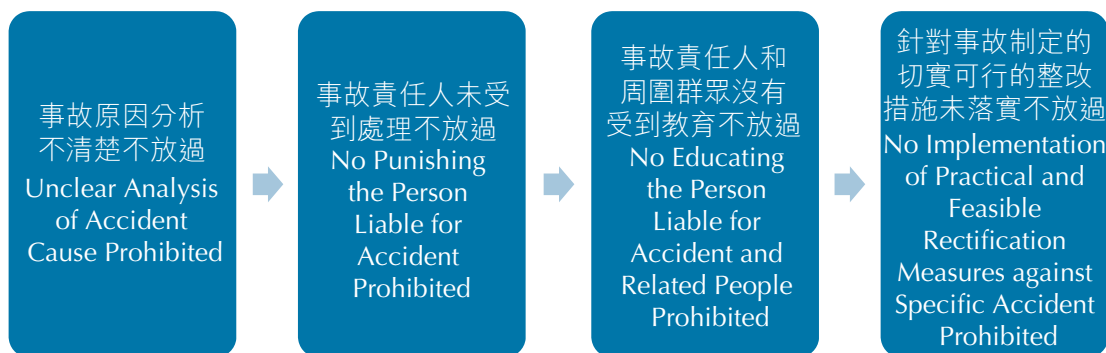 事故原因分析
不清楚不放過
Unclear Analysis
of Accident
Cause Prohibited
事故責任人未受
到處理不放過
No Punishing
the Person
Liable for
Accident
Prohibited
事故責任人和
周圍群眾沒有
受到教育不放過
No Educating
the Person
Liable for
Accident and
Related People
Prohibited
針對事故制定的
切實可行的整改
措施未落實不放過
No Implementation
of Practical and
Feasible
Rectification
Measures against
Specific Accident
Prohibited